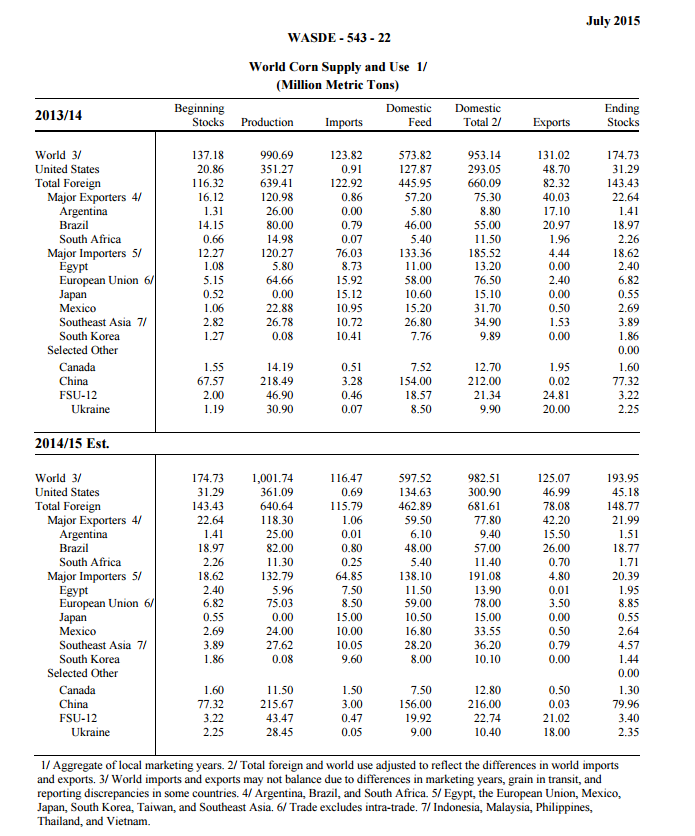 July 2015
WASDE - 543 - 22
World Corn Supply and Use 1/
(Million Metric Tons)
2013/14 Beginning Stocks Production Imports Domestic Feed Domestic Total 2/ Exports Ending Stocks
World 3/ 137.18 990.69 123.82 573.82 953.14 131.02 174.73
United States 20.86 351.27 0.91 127.87 293.05 48.70 31.29
Total Foreign 116.32 639.41 122.92 445.95 660.09 82.32 143.43
Major Exporters 4/ 16.12 120.98 0.86 57.20 75.30 40.03 22.64
Argentina 1.31 26.00 0.00 5.80 8.80 17.10 1.41
Brazil 14.15 80.00 0.79 46.00 55.00 20.97 18.97
South Africa 0.66 14.98 0.07 5.40 11.50 1.96 2.26
Major Importers 5/ 12.27 120.27 76.03 133.36 185.52 4.44 18.62
Egypt 1.08 5.80 8.73 11.00 13.20 0.00 2.40
European Union 6/ 5.15 64.66 15.92 58.00 76.50 2.40 6.82
Japan 0.52 0.00 15.12 10.60 15.10 0.00 0.55
Mexico 1.06 22.88 10.95 15.20 31.70 0.50 2.69
Southeast Asia 7/ 2.82 26.78 10.72 26.80 34.90 1.53 3.89
South Korea 1.27 0.08 10.41 7.76 9.89 0.00 1.86
Selected Other 0.00
Canada 1.55 14.19 0.51 7.52 12.70 1.95 1.60
China 67.57 218.49 3.28 154.00 212.00 0.02 77.32
FSU-12 2.00 46.90 0.46 18.57 21.34 24.81 3.22
Ukraine 1.19 30.90 0.07 8.50 9.90 20.00 2.25
2014/15 Est.
World 3/ 174.73 1,001.74 116.47 597.52 982.51 125.07 193.95
United States 31.29 361.09 0.69 134.63 300.90 46.99 45.18
Total Foreign 143.43 640.64 115.79 462.89 681.61 78.08 148.77
Major Exporters 4/ 22.64 118.30 1.06 59.50 77.80 42.20 21.99
Argentina 1.41 25.00 0.01 6.10 9.40 15.50 1.51
Brazil 18.97 82.00 0.80 48.00 57.00 26.00 18.77
South Africa 2.26 11.30 0.25 5.40 11.40 0.70 1.71
Major Importers 5/ 18.62 132.79 64.85 138.10 191.08 4.80 20.39
Egypt 2.40 5.96 7.50 11.50 13.90 0.01 1.95
European Union 6/ 6.82 75.03 8.50 59.00 78.00 3.50 8.85
Japan 0.55 0.00 15.00 10.50 15.00 0.00 0.55
Mexico 2.69 24.00 10.00 16.80 33.55 0.50 2.64
Southeast Asia 7/ 3.89 27.62 10.05 28.20 36.20 0.79 4.57
South Korea 1.86 0.08 9.60 8.00 10.10 0.00 1.44
Selected Other 0.00
Canada 1.60 11.50 1.50 7.50 12.80 0.50 1.30
China 77.32 215.67 3.00 156.00 216.00 0.03 79.96
FSU-12 3.22 43.47 0.47 19.92 22.74 21.02 3.40
Ukraine 2.25 28.45 0.05 9.00 10.40 18.00 2.35
1/ Aggregate of local marketing years. 2/ Total foreign and world use adjusted to reflect the differences in world imports
and exports. 3/ World imports and exports may not balance due to differences in marketing years, grain in transit, and
reporting discrepancies in some countries. 4/ Argentina, Brazil, and South Africa. 5/ Egypt, the European Union, Mexico,
Japan, South Korea, Taiwan, and Southeast Asia. 6/ Trade excludes intra-trade. 7/ Indonesia, Malaysia, Philippines,
Thailand, and Vietnam.